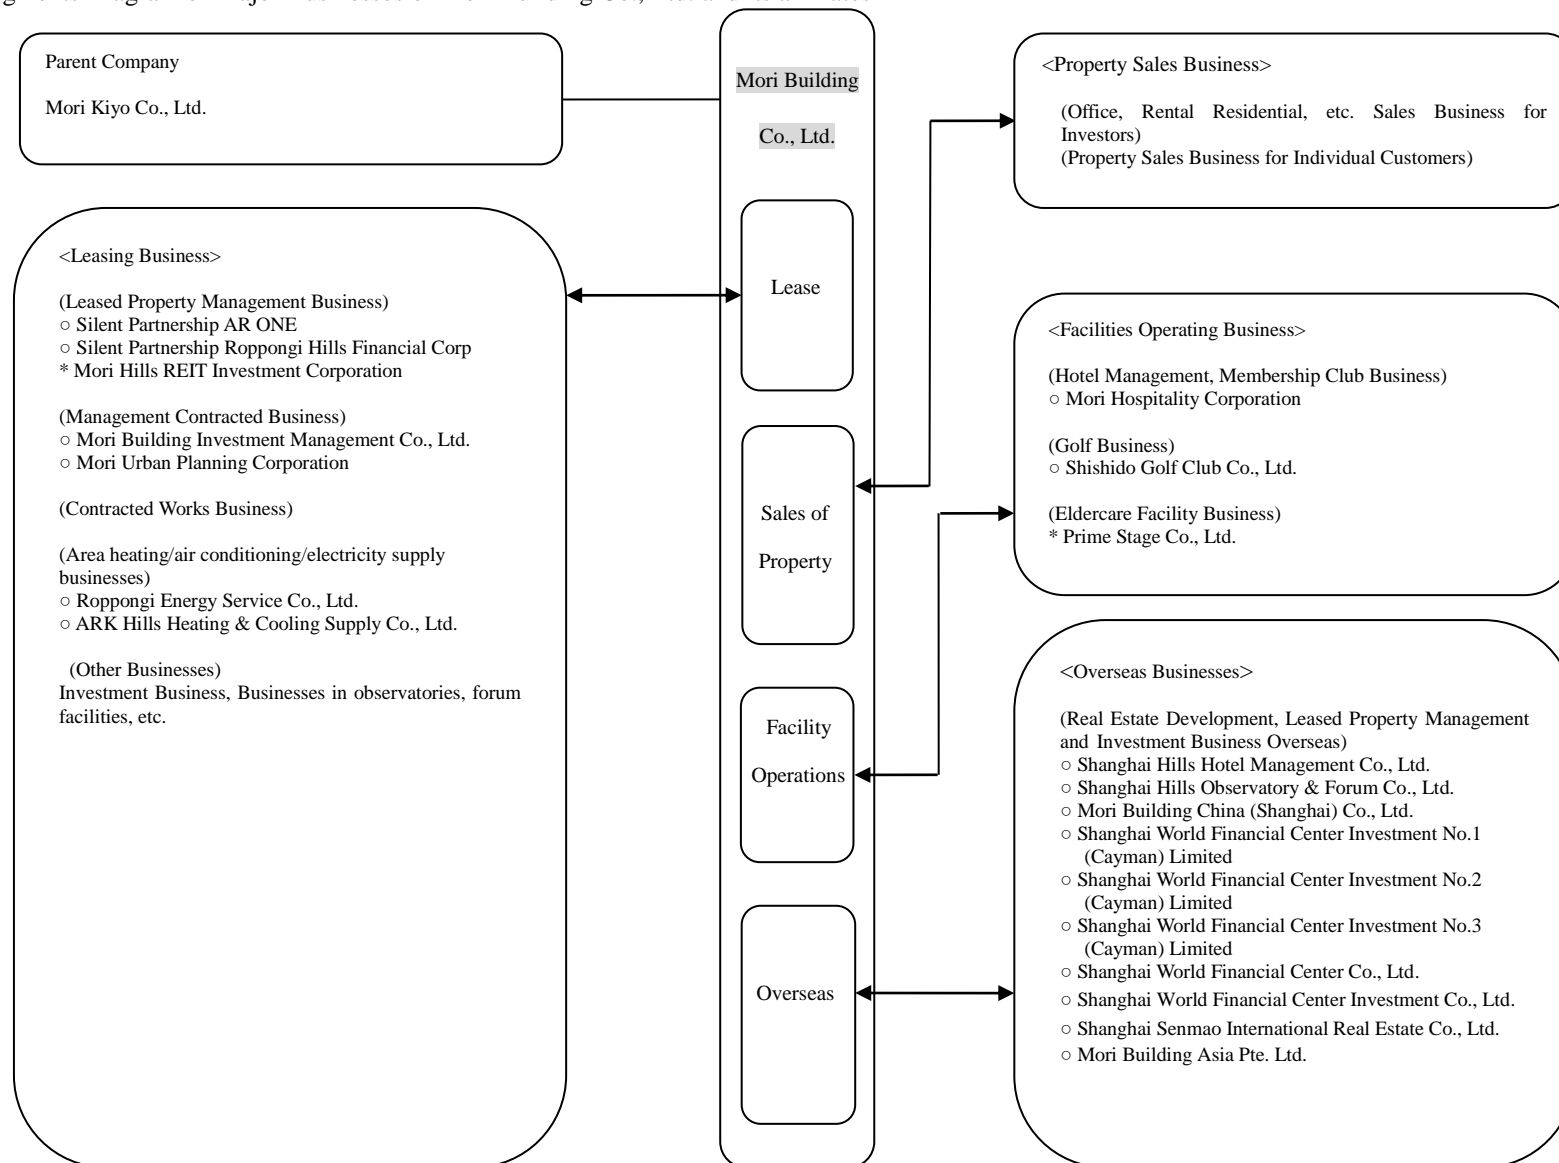 Parent Company
Mori Kiyo Co., Ltd.
Mori Building
Co., Ltd.
Lease
Sales of
Property
Facility
Operations
Overseas
<Leasing Business>
(Leased Property Management Business)
○ Silent Partnership AR ONE
○ Silent Partnership Roppongi Hills Financial Corp
* Mori Hills REIT Investment Corporation
(Management Contracted Business)
○ Mori Building Investment Management Co., Ltd.
○ Mori Urban Planning Corporation
(Contracted Works Business)
(Area heating/air conditioning/electricity supply
businesses)
○ Roppongi Energy Service Co., Ltd.
○ ARK Hills Heating & Cooling Supply Co., Ltd.
(Other Businesses)
Investment Business, Businesses in observatories, forum
facilities, etc.
<Property Sales Business>
(Office, Rental Residential, etc. Sales Business for
Investors)
(Property Sales Business for Individual Customers)
<Facilities Operating Business>
(Hotel Management, Membership Club Business)
○ Mori Hospitality Corporation
(Golf Business)
○ Shishido Golf Club Co., Ltd.
(Eldercare Facility Business)
* Prime Stage Co., Ltd.
<Overseas Businesses>
(Real Estate Development, Leased Property Management
and Investment Business Overseas)
○ Shanghai Hills Hotel Management Co., Ltd.
○ Shanghai Hills Observatory & Forum Co., Ltd.
○ Mori Building China (Shanghai) Co., Ltd.
○ Shanghai World Financial Center Investment No.1
(Cayman) Limited
○ Shanghai World Financial Center Investment No.2
(Cayman) Limited
○ Shanghai World Financial Center Investment No.3
(Cayman) Limited
○ Shanghai World Financial Center Co., Ltd.
○ Shanghai World Financial Center Investment Co., Ltd.
○ Shanghai Senmao International Real Estate Co., Ltd.
○ Mori Building Asia Pte. Ltd.